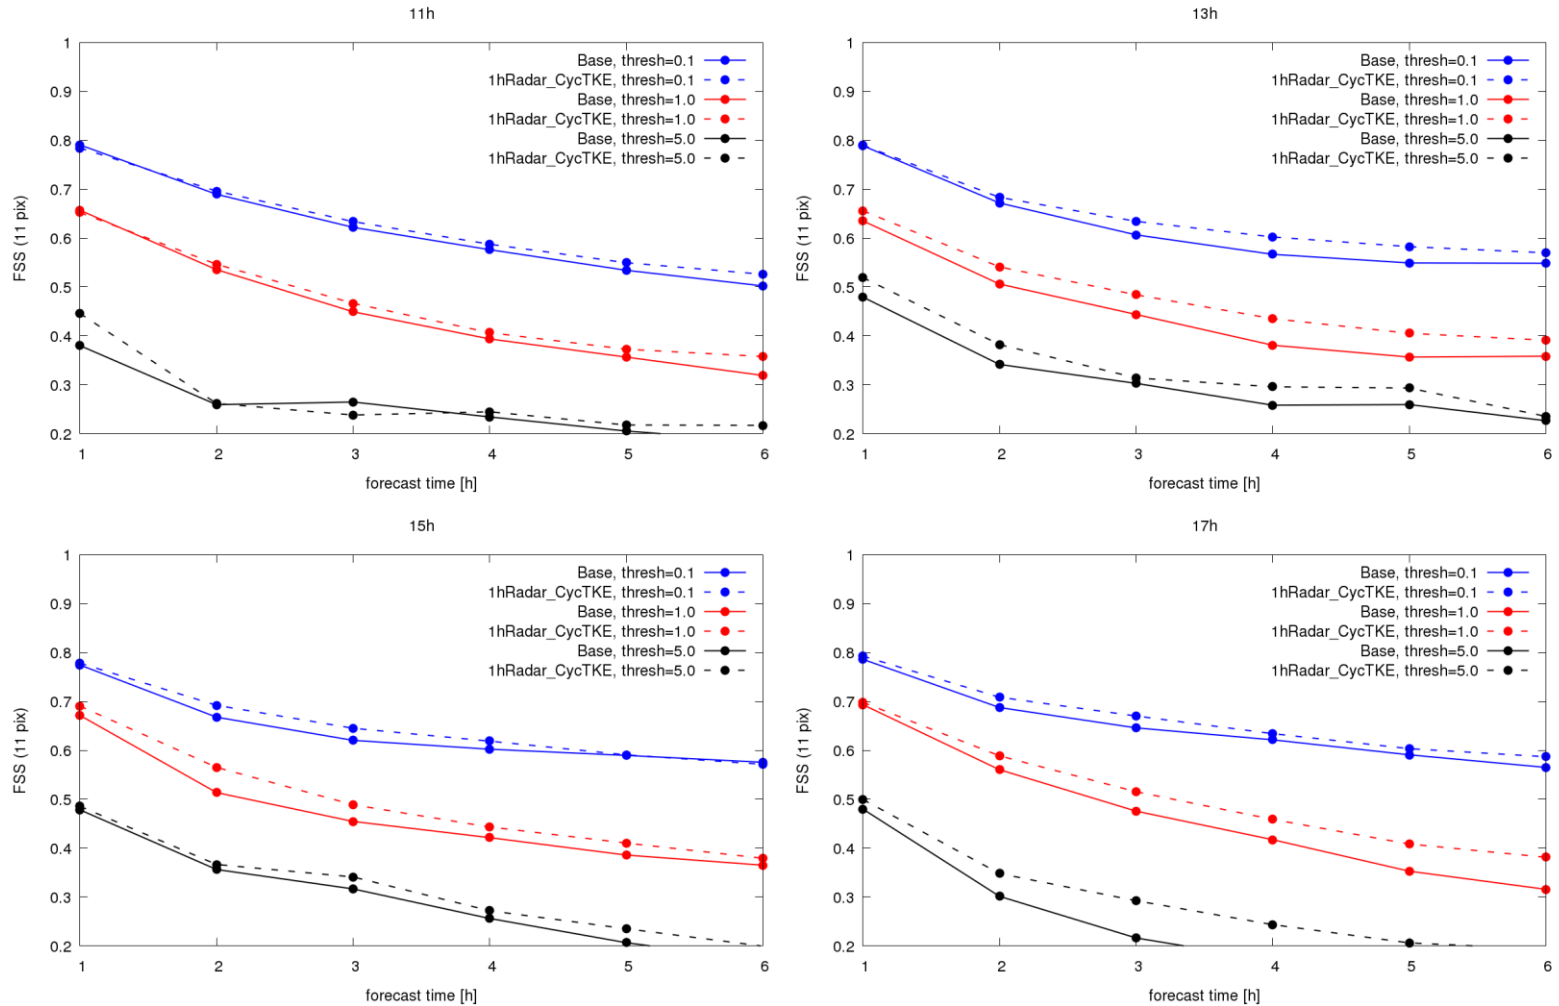 11h
1
0.9
0.8
0.7
0.6
0.5
0.4
0.3
0.2
FSS (11 pix)
Base, thresh=0.1
1hRadar_CycTKE, thresh=0.1
Base, thresh=1.0
1hRadar_CycTKE, thresh=1.0
Base, thresh=5.0
1hRadar_CycTKE, thresh=5.0
1 2 3 4 5 6
forecast time [h]
13h
1
0.9
0.8
0.7
0.6
0.5
0.4
0.3
0.2
FSS (11 pix)
Base, thresh=0.1
1hRadar_CycTKE, thresh=0.1
Base, thresh=1.0
1hRadar_CycTKE, thresh=1.0
Base, thresh=5.0
1hRadar_CycTKE, thresh=5.0
1 2 3 4 5 6
forecast time [h]
15h
1
0.9
0.8
0.7
0.6
0.5
0.4
0.3
0.2
FSS (11 pix)
Base, thresh=0.1
1hRadar_CycTKE, thresh=0.1
Base, thresh=1.0
1hRadar_CycTKE, thresh=1.0
Base, thresh=5.0
1hRadar_CycTKE, thresh=5.0
1 2 3 4 5 6
forecast time [h]
17h
1
0.9
0.8
0.7
0.6
0.5
0.4
0.3
0.2
FSS (11 pix)
Base, thresh=0.1
1hRadar_CycTKE, thresh=0.1
Base, thresh=1.0
1hRadar_CycTKE, thresh=1.0
Base, thresh=5.0
1hRadar_CycTKE, thresh=5.0
1 2 3 4 5 6
forecast time [h]